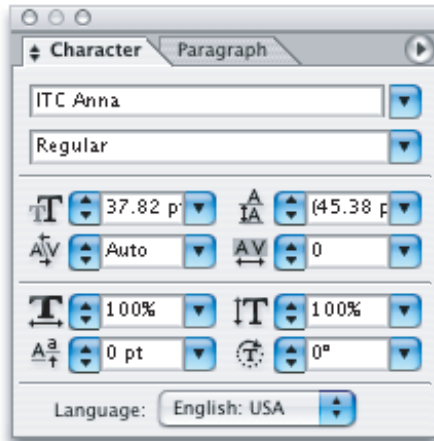 Character Paragraph
ITC Anna
Regular
37.82 p (45.38 p
Auto 0
100% 100%
0 pt 0°
Language: English: USA